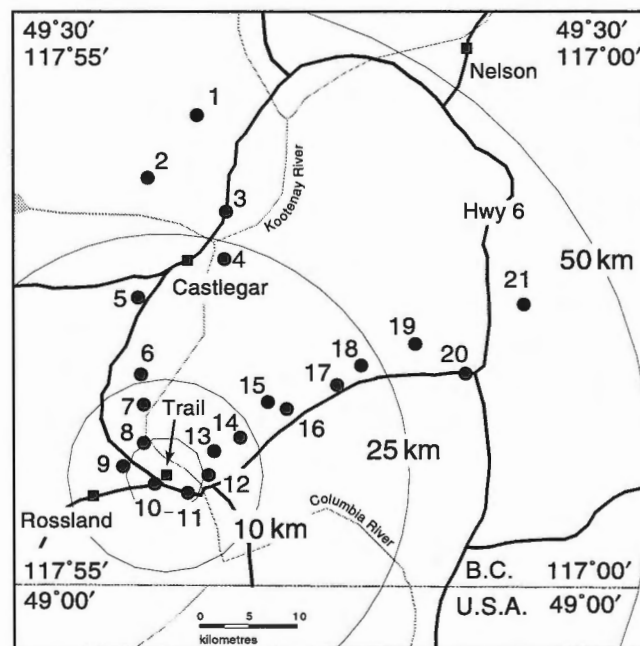 49°30' 49°30'
117°55' 117°00'
Nelson
1
2
3
Kootenay River
Hwy 6
4
50 km
Castlegar
21
5
19
18
20
6
17
15
7
Trail
16
14
8
13
25 km
9
12
Rossland
10
11
Columbia River
10 km
117°55' B.C. 117°00'
49°00' U.S.A. 49°00'
0 5 10
kilometres